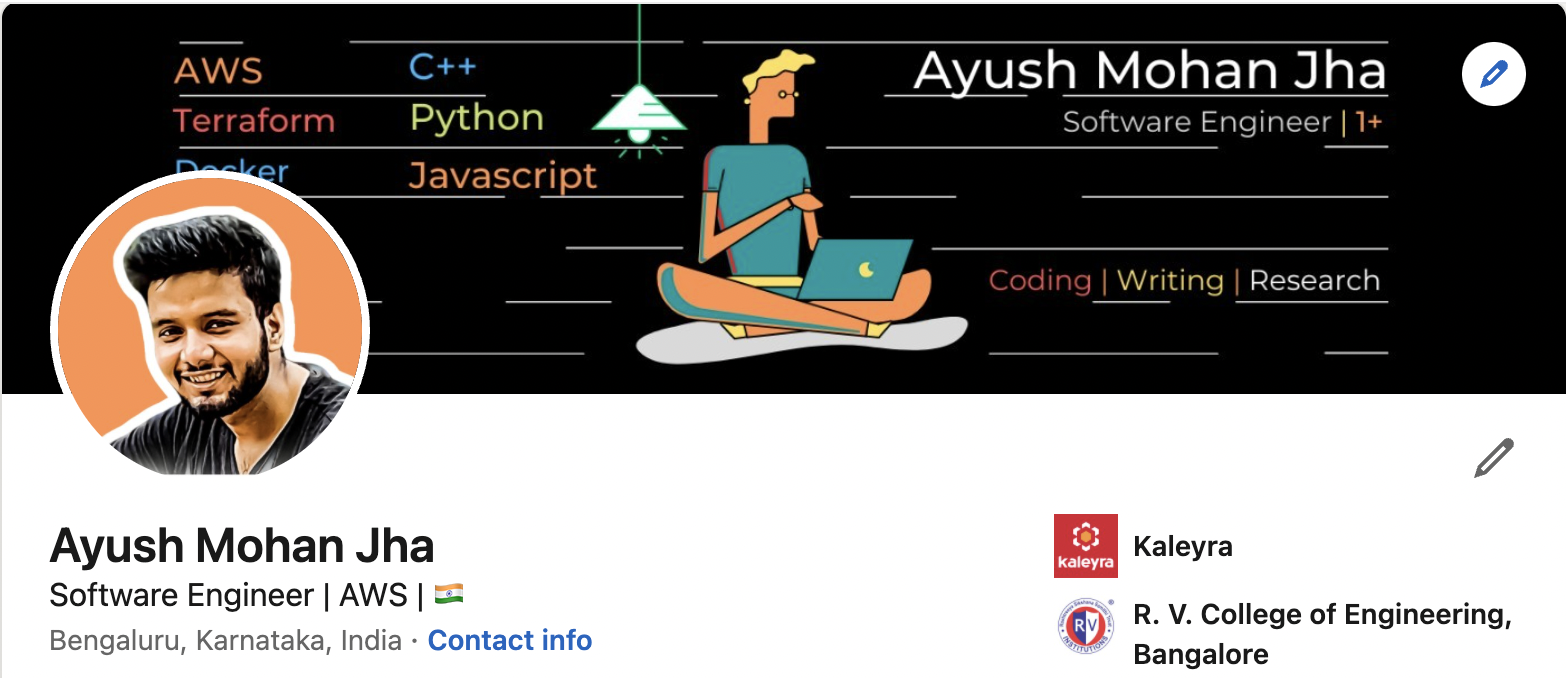 AWS
C++
Terraform
Python
Docker
Javascript
Ayush Mohan Jha
Software Engineer | 1+
Coding | Writing | Research
Ayush Mohan Jha
Software Engineer | AWS | 🇮🇳
Bengaluru, Karnataka, India · Contact info
kaleyra
Kaleyra
RV
INSTITUTIONS
R. V. College of Engineering,
Bangalore